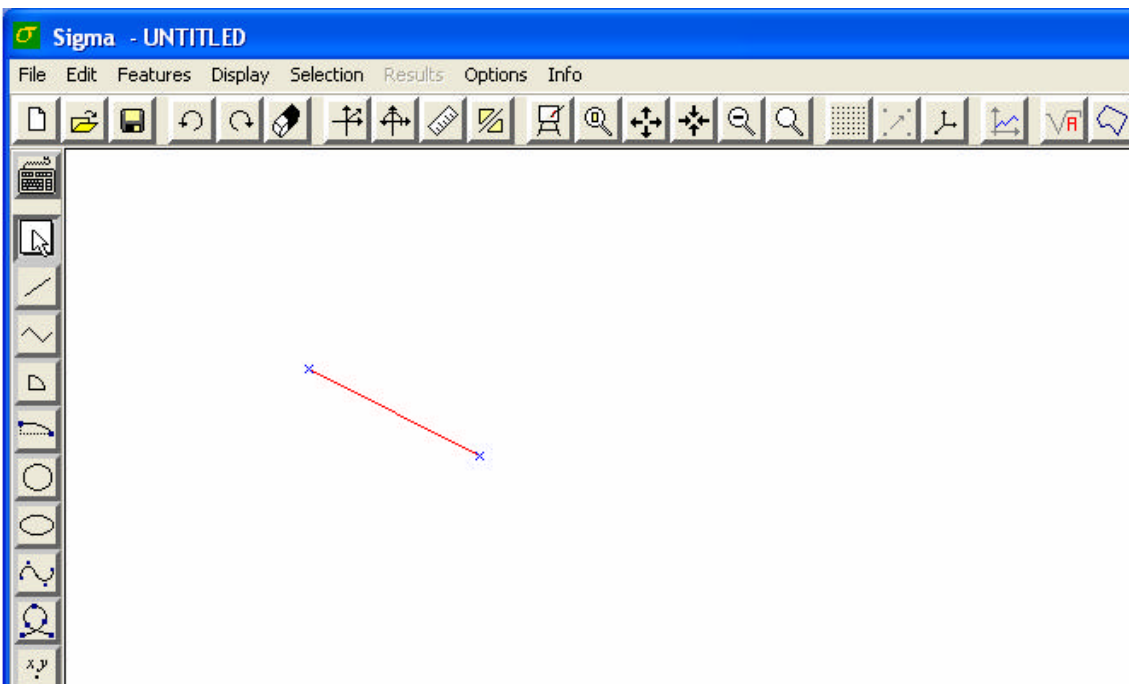 σ Sigma - UNTITLED
File Edit Features Display Selection Results Options Info
A
x,y